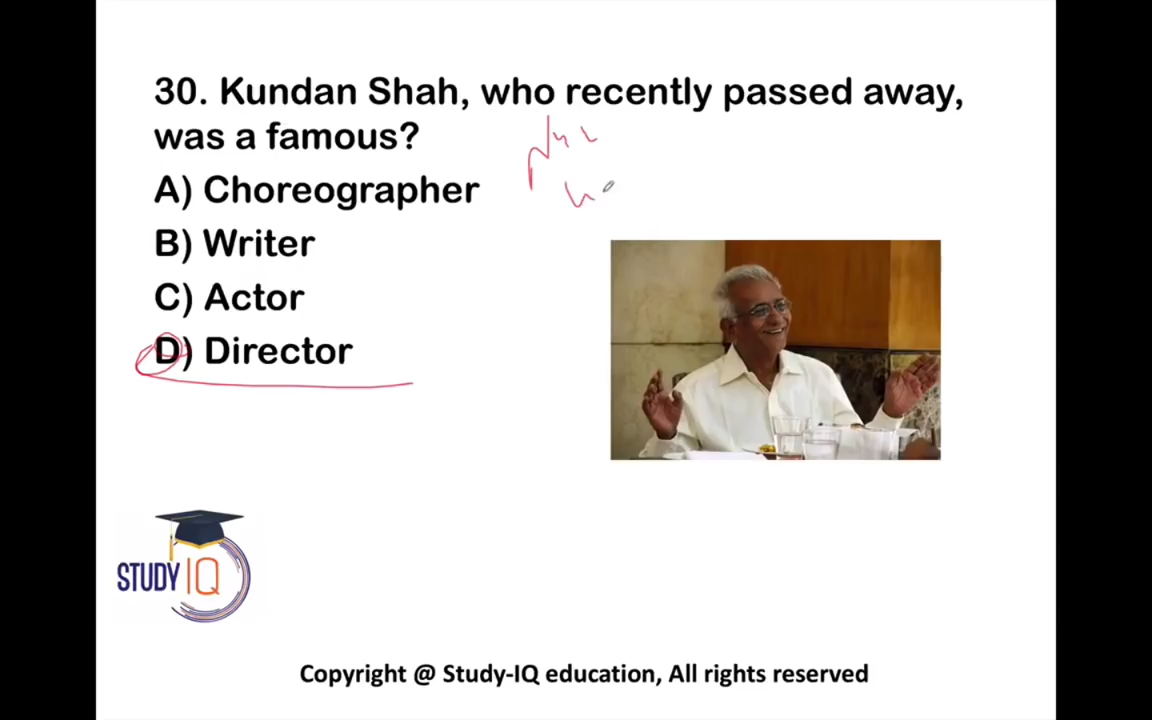 30. Kundan Shah, who recently passed away,
was a famous?
A) Choreographer
B) Writer
C) Actor
D) Director
STUDY IQ
Copyright @ Study-IQ education, All rights reserved